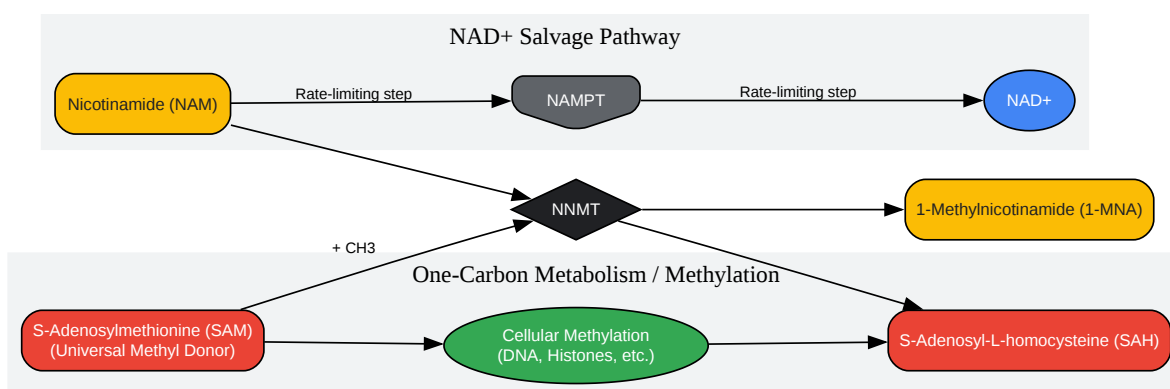 NAD+ Salvage Pathway
Nicotinamide (NAM)
Rate-limiting step
NAMPT
Rate-limiting step
NAD+
NNMT
1-Methylnicotinamide (1-MNA)
+ CH3
One-Carbon Metabolism / Methylation
S-Adenosylmethionine (SAM)
(Universal Methyl Donor)
Cellular Methylation
(DNA, Histones, etc.)
S-Adenosyl-L-homocysteine (SAH)